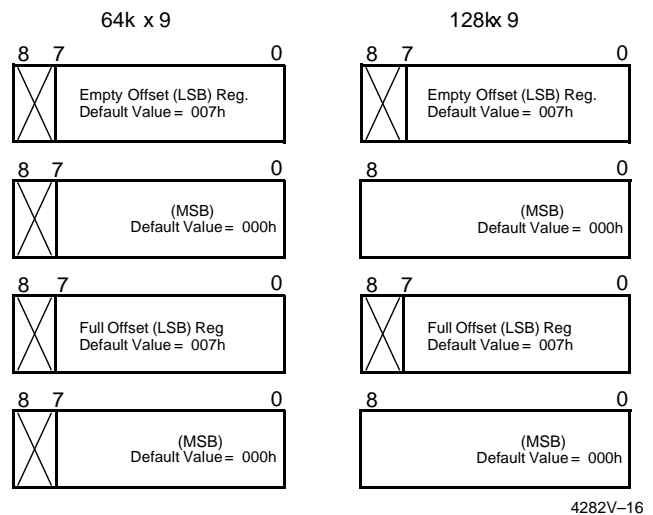 64k x 9
8 7 0
Empty Offset (LSB) Reg.
Default Value = 007h
8 7 0
(MSB)
Default Value = 000h
8 7 0
Full Offset (LSB) Reg
Default Value = 007h
8 7 0
(MSB)
Default Value = 000h
128kx 9
8 7 0
Empty Offset (LSB) Reg.
Default Value = 007h
8 0
(MSB)
Default Value = 000h
8 7 0
Full Offset (LSB) Reg
Default Value = 007h
8 0
(MSB)
Default Value = 000h
4282V–16